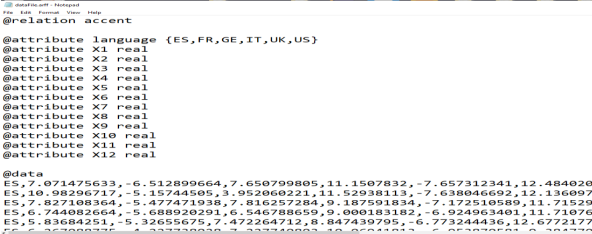 dataFile.arff - Notepad
File Edit Format View Help
@relation accent
@attribute language {ES,FR,GE,IT,UK,US}
@attribute X1 real
@attribute X2 real
@attribute X3 real
@attribute X4 real
@attribute X5 real
@attribute X6 real
@attribute X7 real
@attribute X8 real
@attribute X9 real
@attribute X10 real
@attribute X11 real
@attribute X12 real
@data
ES,7.071475633,-6.512899664,7.650799805,11.1507832,-7.657312341,12.484020
ES,10.98296717,-5.15744505,3.952060221,11.52938113,-7.638046692,12.136097
ES,7.827108364,-5.477471938,7.816257284,9.187591834,-7.172510589,11.71529
ES,6.744082664,-5.688920291,6.546788659,9.000183182,-6.924963401,11.71076
ES,5.83684251,-5.32655675,7.472264712,8.847439795,-6.773244436,12.6772177